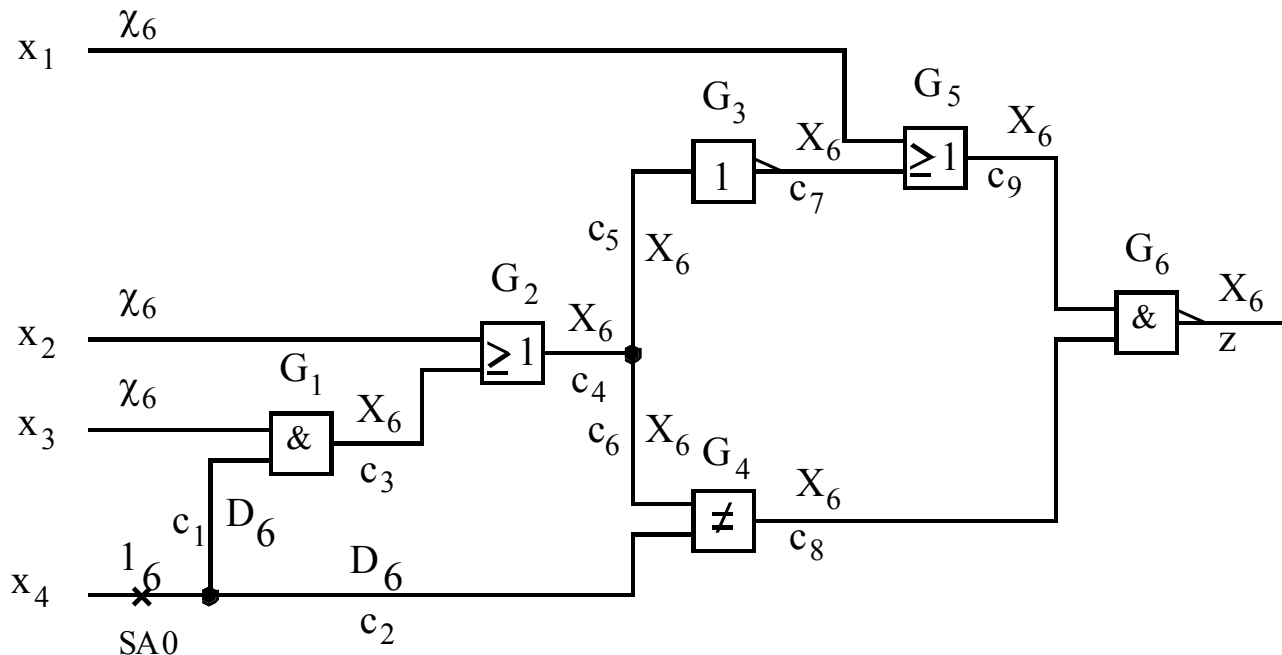 x₁ χ₆
G₃ G₅
1 X₆ c₇ ≥ 1 X₆ c₉
c₅ X₆
G₆
& X₆ z
x₂ χ₆
G₂
≥ 1 X₆ c₄
x₃ χ₆
G₁
& X₆ c₃
c₆ X₆
G₄
≠ X₆ c₈
c₁ D₆
x₄ 1₆ D₆ c₂
SA0